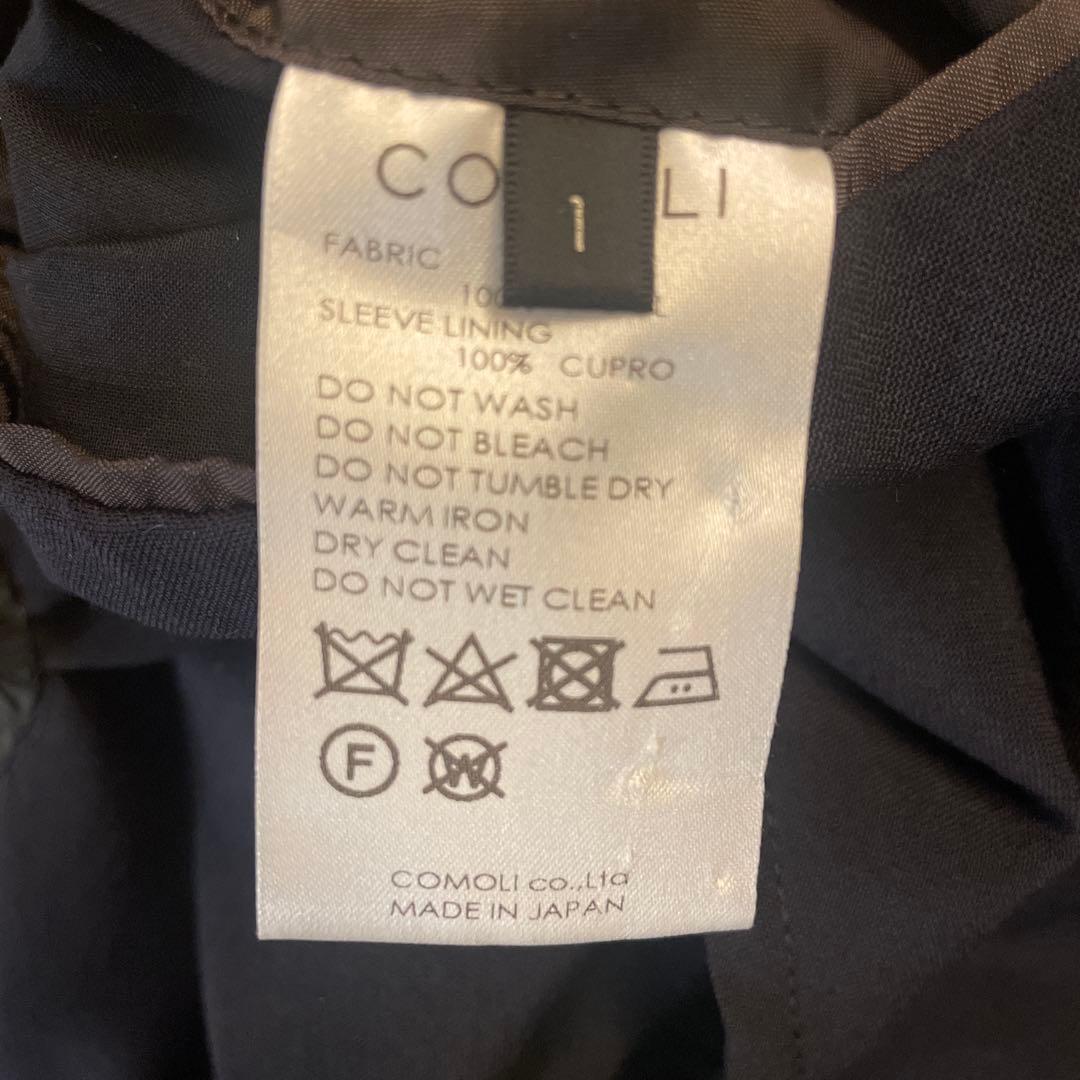 CO LI
1
FABRIC
10
SLEEVE LINING
100% CUPRO
DO NOT WASH
DO NOT BLEACH
DO NOT TUMBLE DRY
WARM IRON
DRY CLEAN
DO NOT WET CLEAN
F W
COMOLI co.,Ltd
MADE IN JAPAN